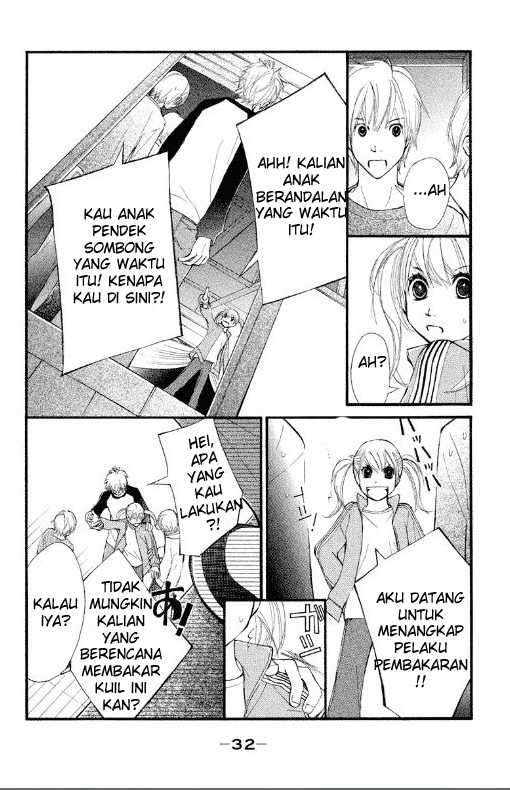 ...AH
AH?
AHH! KALIAN
ANAK
BERANDALAN
YANG WAKTU
ITU!
KAU ANAK
PENDEK
SOMBONG
YANG WAKTU
ITU! KENAPA
KAU DI SINI?!
AKU DATANG
UNTUK
MENANGKAP
PELAKU
PEMBAKARAN
!!
HEI,
APA
YANG
KAU
LAKUKAN
?!
TIDAK
MUNGKIN
KALIAN
YANG
BERENCANA
MEMBAKAR
KUIL INI
KAN?
KALAU
IYA?
-32-